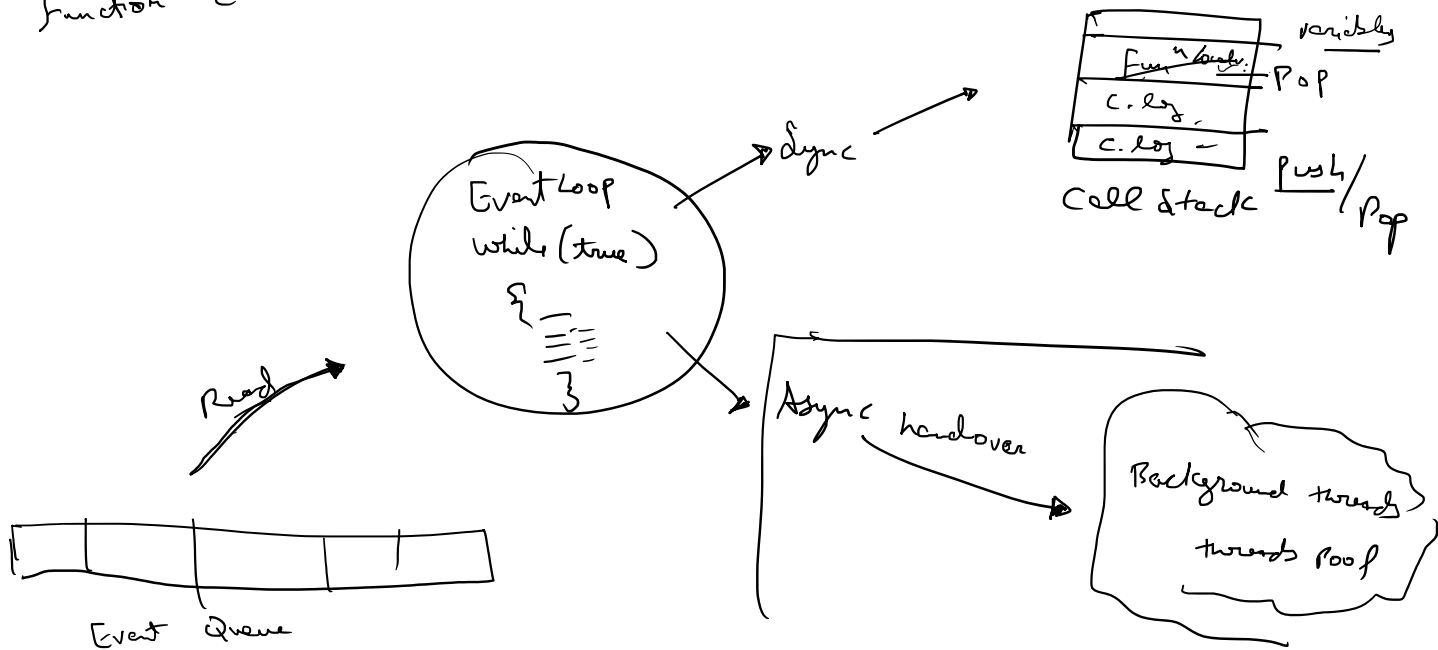 Function
variables
Pop
c.log
c.log -
Push/
Pop
Call Stack
Sync
Event Loop
while (true)
{
}
Read
Async
handover
Background threads
threads Pool
Event Queue